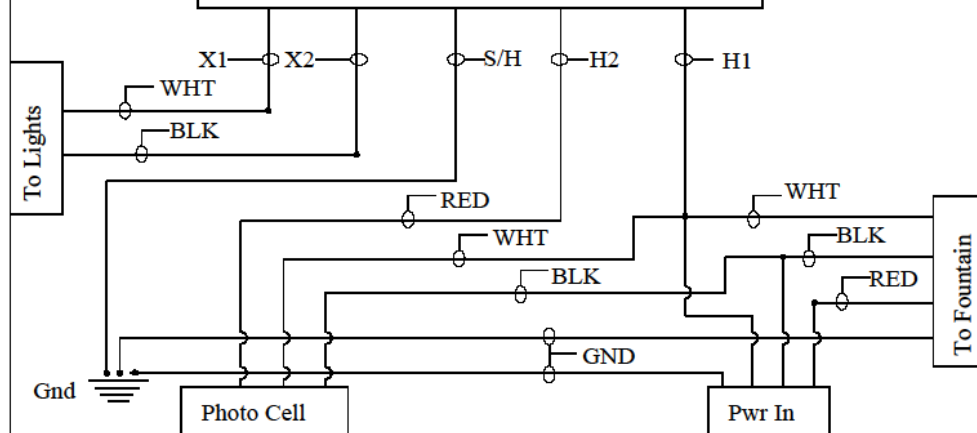 X1
X2
S/H
H2
H1
WHT
BLK
To Lights
RED
WHT
WHT
BLK
BLK
RED
To Fountain
GND
Gnd
Photo Cell
Pwr In